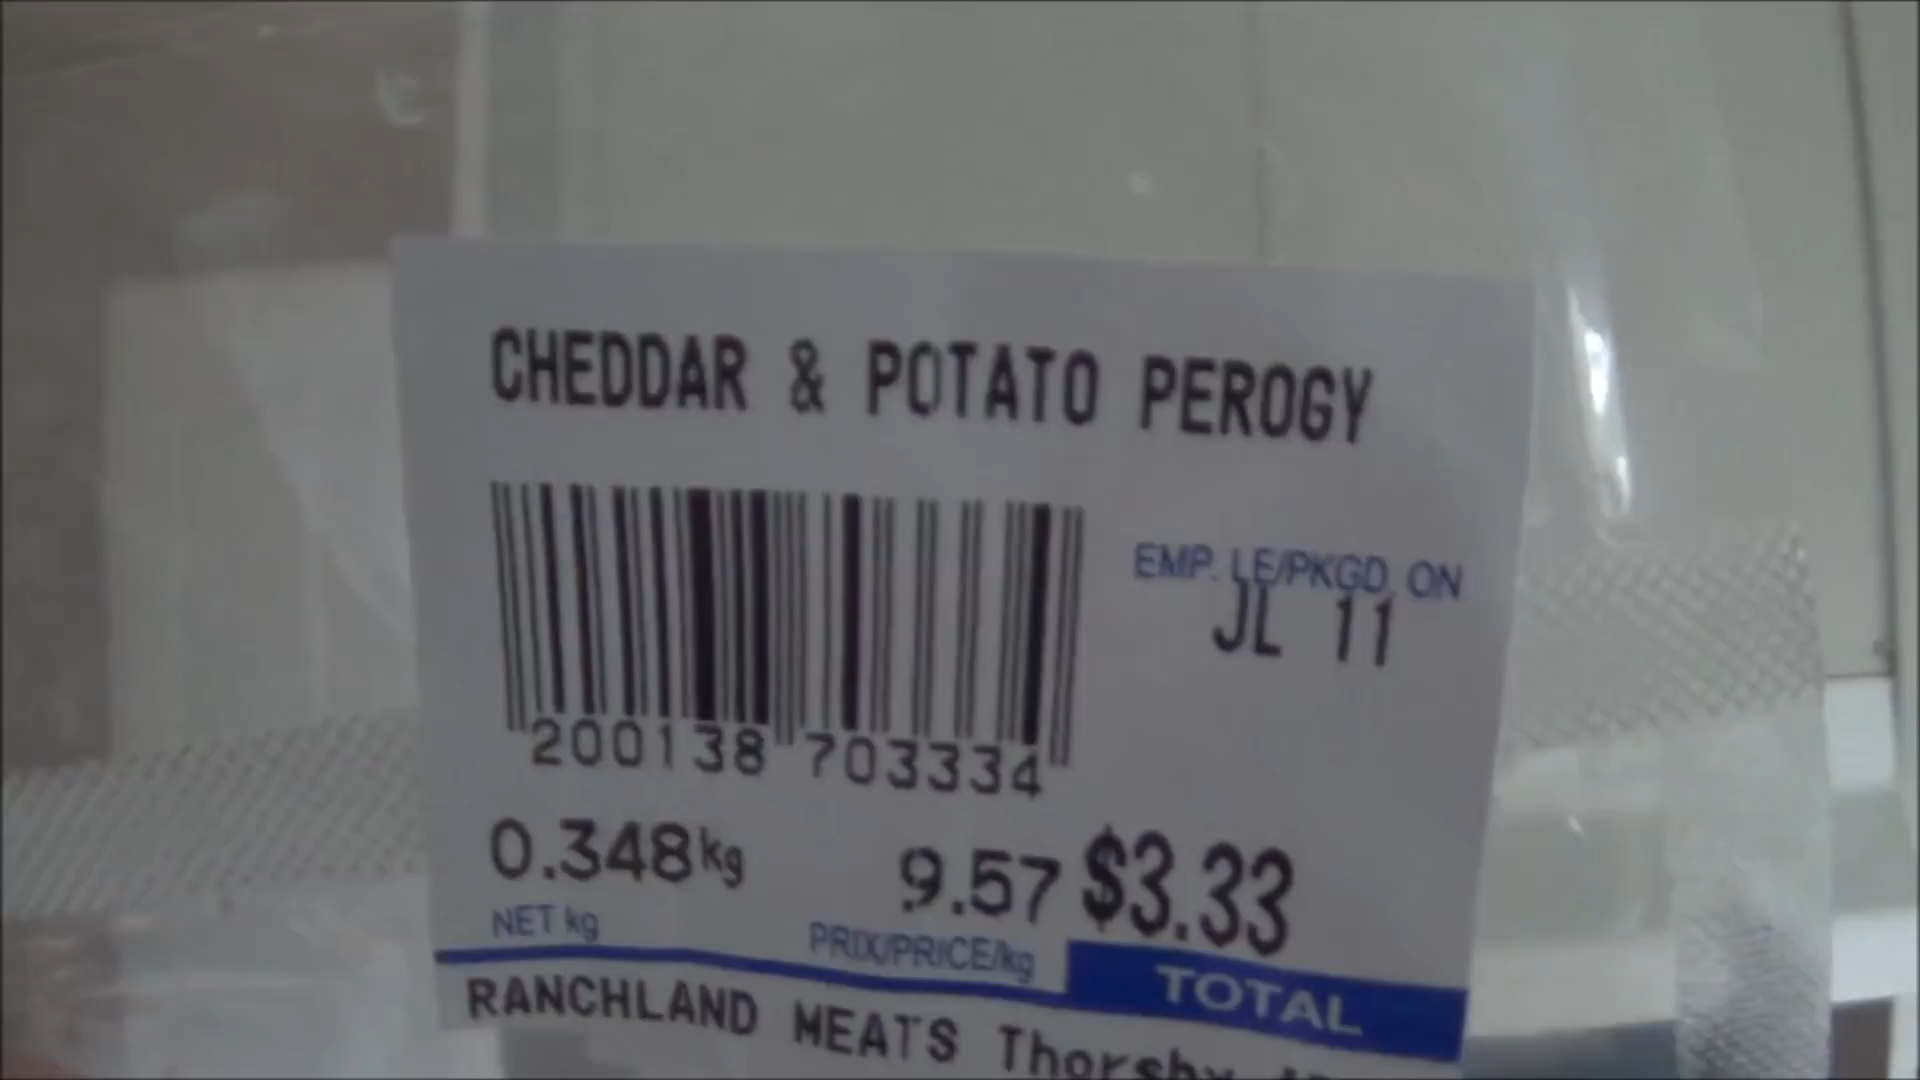 CHEDDAR & POTATO PEROGY
EMP. LE/PKGD. ON
JL 11
200138 703334
0.348kg 9.57 $3.33
NET kg PRIX/PRICE/kg TOTAL
RANCHLAND MEATS Thorsby